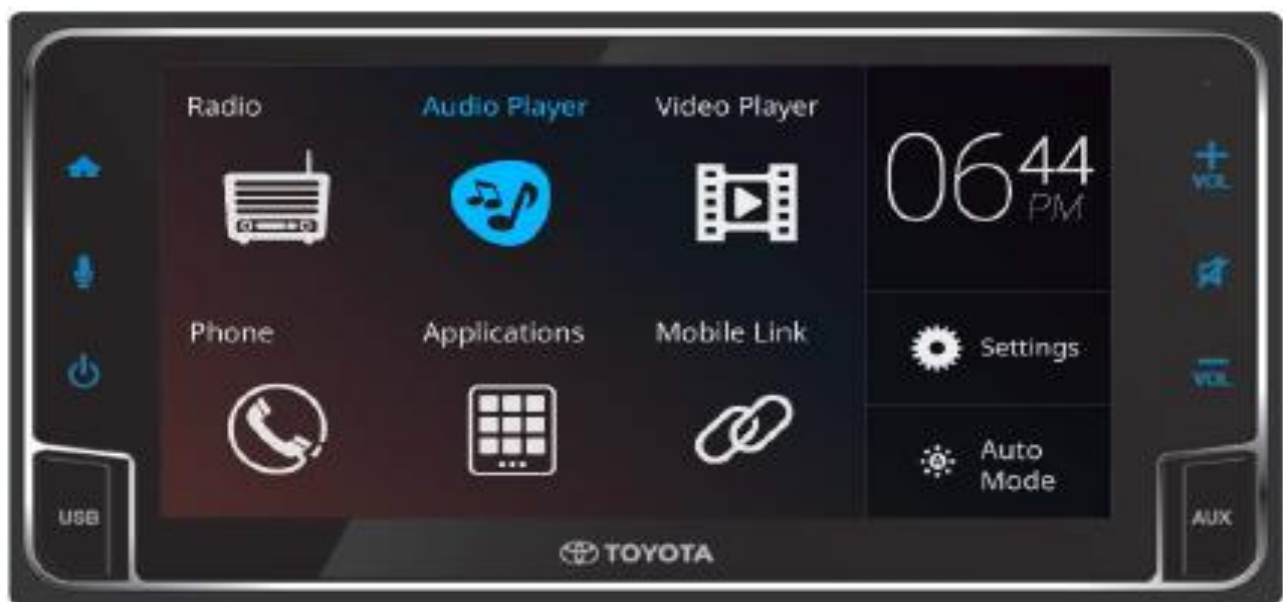 Radio
Audio Player
Video Player
06 44
PM
Phone
Applications
Mobile Link
Settings
Auto
Mode
VOL
VOL
USB
AUX
TOYOTA